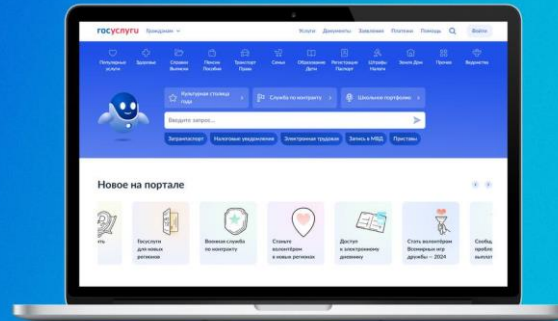 госуслуги Гражданам
Услуги Документы Заявления Платежи Помощь Войти
Популярные услуги
Здоровье
Справки Выписки
Пенсии Пособия
Транспорт Права
Семья
Образование Дети
Регистрация Паспорт
Штрафы Налоги
Земля Дом
Прочее
Ведомства
Культурная столица
года
Служба по контракту
Школьное портфолио
Введите запрос...
Загранпаспорт Налоговые уведомления Электронная трудовая Запись в МВД Приставы
Новое на портале
Госуслуги
для новых
регионов
Военная служба
по контракту
Станьте
волонтёром
в новых регионах
Доступ
к электронному
дневнику
Стать волонтёром
Всемирных игр
дружбы — 2024